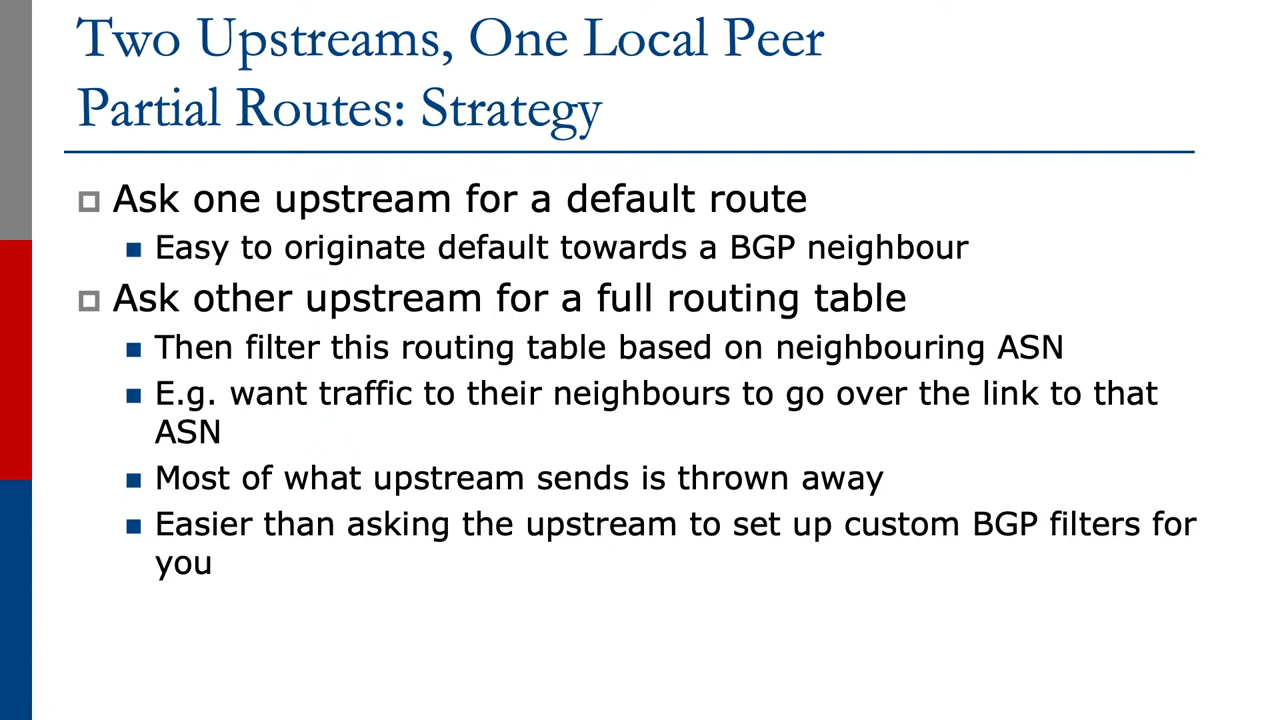 Two Upstreams, One Local Peer
Partial Routes: Strategy
Ask one upstream for a default route
Easy to originate default towards a BGP neighbour
Ask other upstream for a full routing table
Then filter this routing table based on neighbouring ASN
E.g. want traffic to their neighbours to go over the link to that
ASN
Most of what upstream sends is thrown away
Easier than asking the upstream to set up custom BGP filters for
you